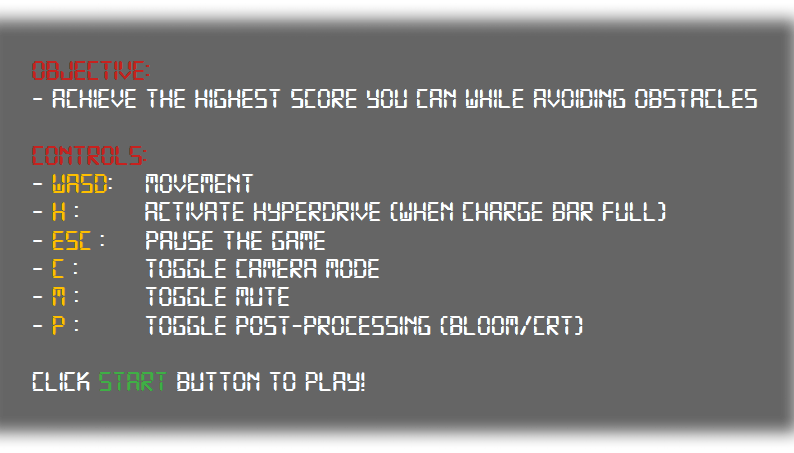 OBJECTIVE:
- ACHIEVE THE HIGHEST SCORE YOU CAN WHILE AVOIDING OBSTACLES
CONTROLS:
- WASD: MOVEMENT
- H : ACTIVATE HYPERDRIVE (WHEN CHARGE BAR FULL)
- ESC : PAUSE THE GAME
- C : TOGGLE CAMERA MODE
- M : TOGGLE MUTE
- P : TOGGLE POST-PROCESSING (BLOOM/CRT)
CLICK START BUTTON TO PLAY!